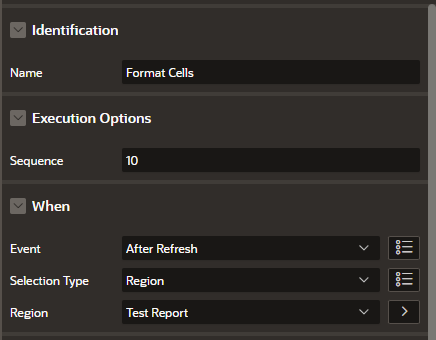 Identification
Name Format Cells
Execution Options
Sequence 10
When
Event After Refresh
Selection Type Region
Region Test Report